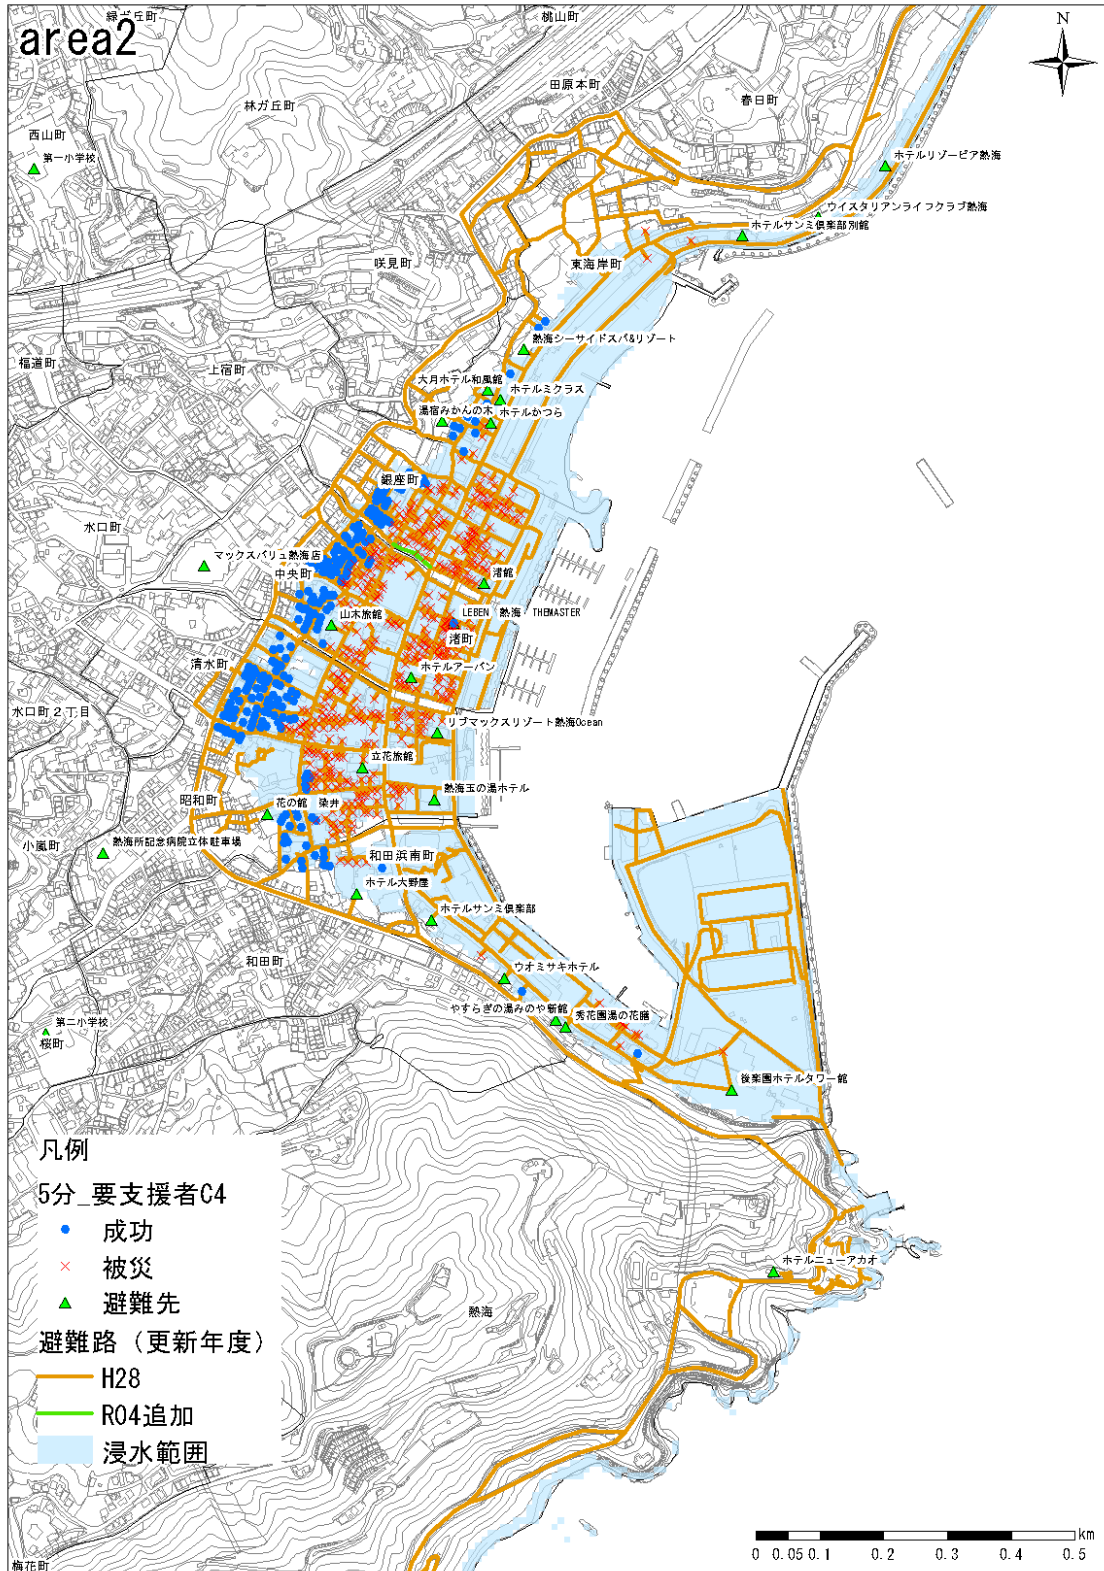 area2
緑ガ丘町
桃山町
N
田原本町
春日町
林ガ丘町
西山町
第一小学校
ホテルリゾーピア熱海
ウイスタリアンライフクラブ熱海
ホテルサンミ倶楽部別館
東海岸町
咲見町
熱海シーサイドスパ&リゾート
福道町
上宿町
大月ホテル和風館
ホテルミクラス
湯宿みかんの木
ホテルかつら
銀座町
水口町
マックスバリュ熱海店
中央町
渚館
山木旅館
LEBEN 熱海 THEMASTER
渚町
清水町
ホテルアーバン
水口町2丁目
リブマックスリゾート熱海Ocean
立花旅館
昭和町
花の館 染井
熱海玉の湯ホテル
小嵐町
熱海所記念病院立体駐車場
和田浜南町
ホテル大野屋
ホテルサンミ倶楽部
和田町
ウオミサキホテル
やすらぎの湯みのや新館
秀花園湯の花膳
第二小学校
桜町
後楽園ホテルタワー館
凡例
5分_要支援者C4
成功
被災
避難先
避難路（更新年度）
H28
R04追加
浸水範囲
ホテルニューアカオ
熱海
梅花町
km
0 0.05 0.1 0.2 0.3 0.4 0.5